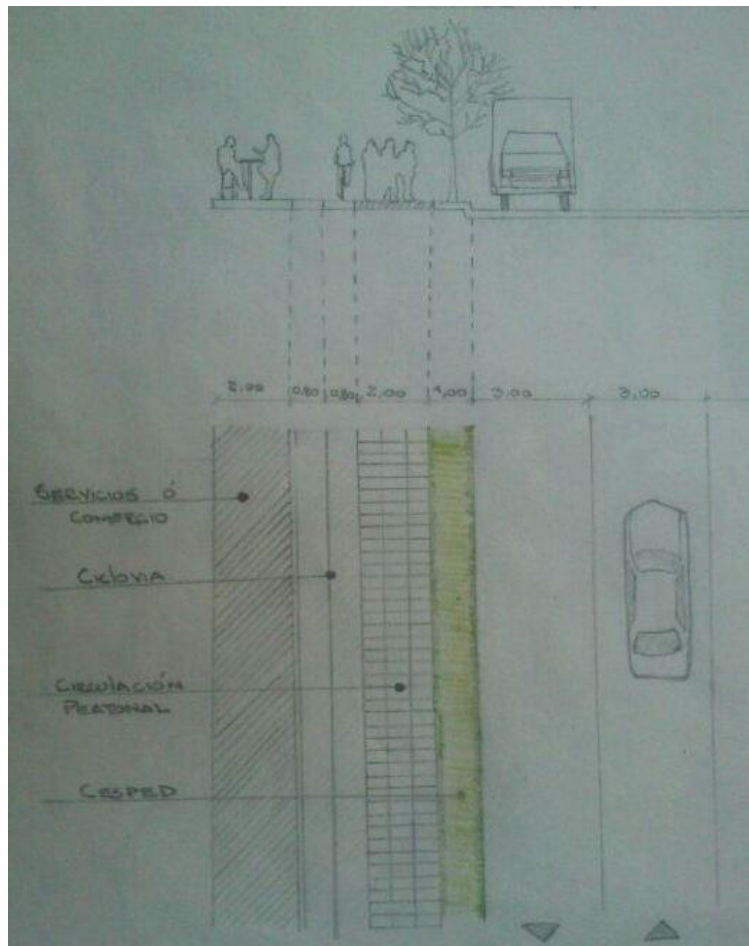 2,00 0,80 0,80 2,00 1,00 3,00 3,00
SERVICIOS Ó
COMERCIO
CICLOVIA
CIRCULACIÓN
PEATONAL
CESPED